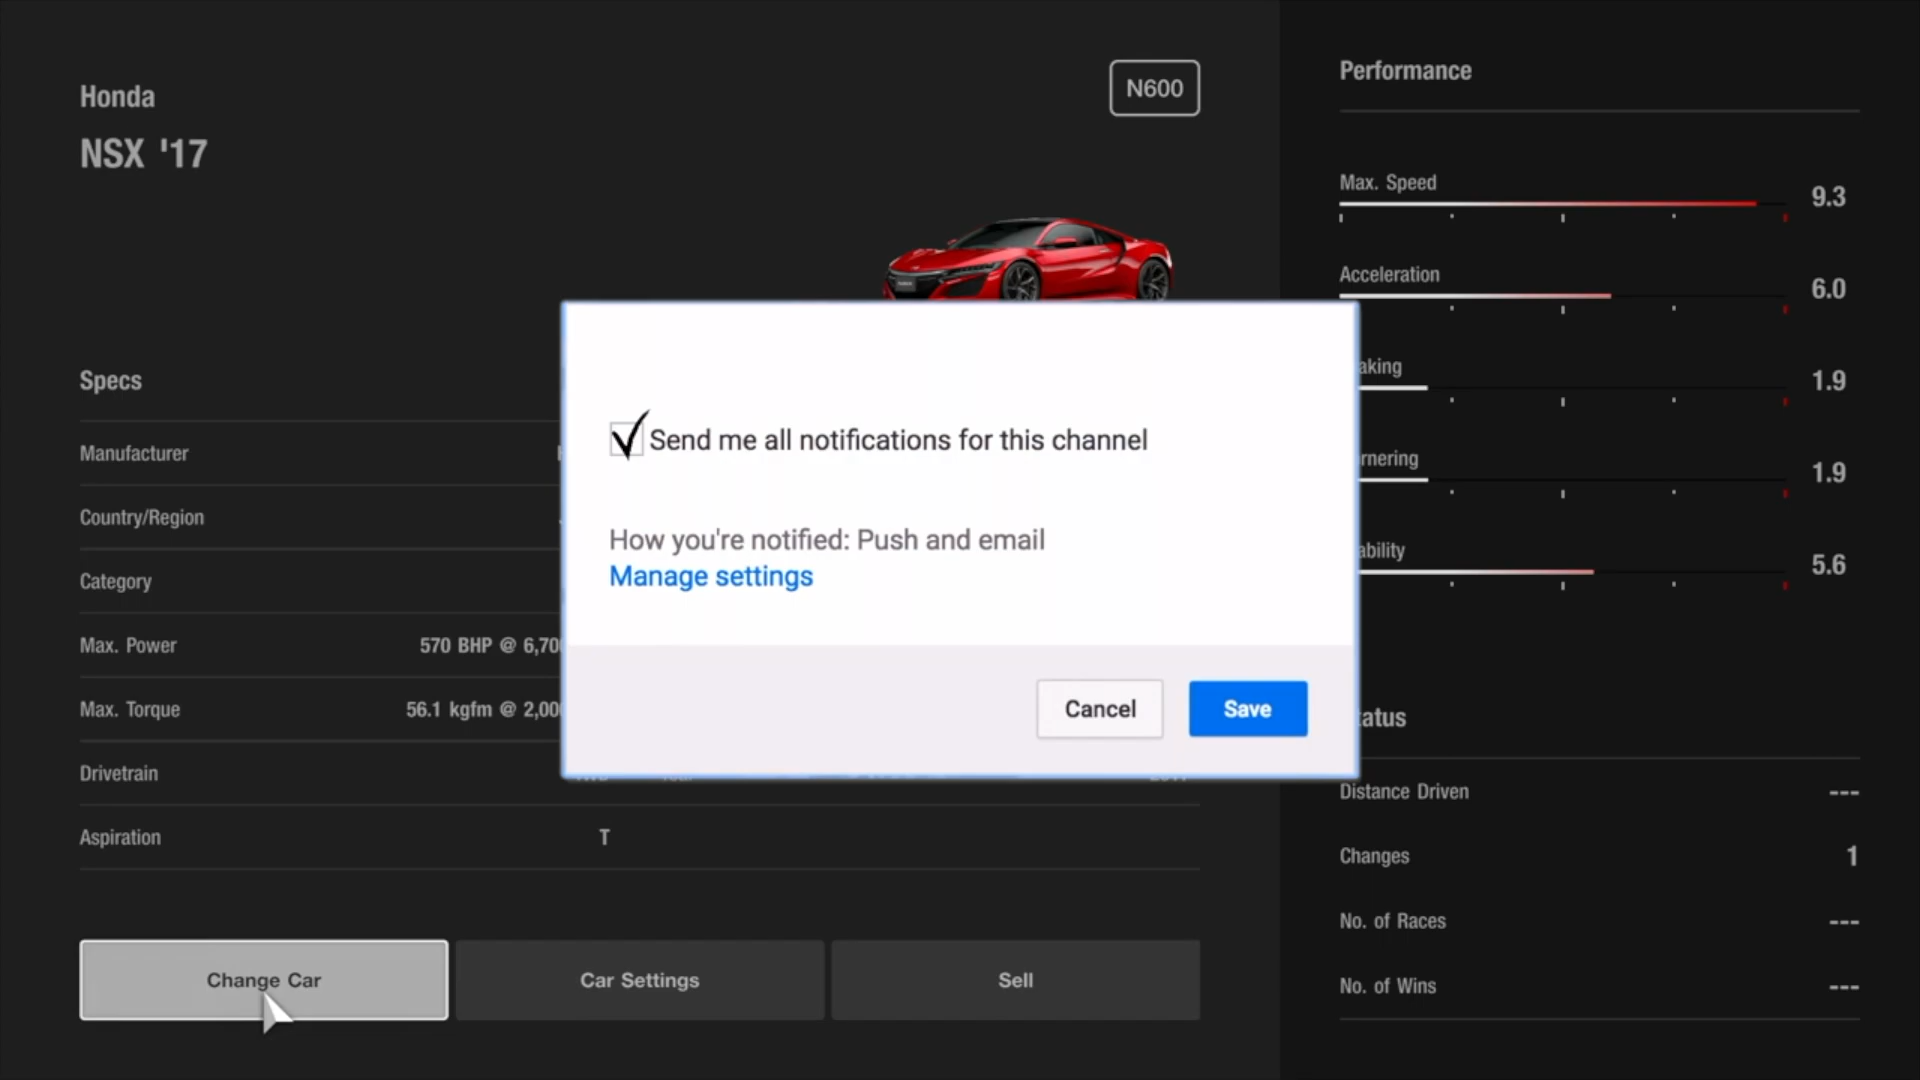 Honda
NSX '17
N600
Specs
Manufacturer
Country/Region
Category
Max. Power 570 BHP @ 6,700
Max. Torque 56.1 kgfm @ 2,000
Drivetrain
Aspiration T
Change Car
Car Settings
Sell
Send me all notifications for this channel
How you're notified: Push and email
Manage settings
Cancel
Save
Performance
Max. Speed 9.3
Acceleration 6.0
aking 1.9
rnering 1.9
ability 5.6
tatus
Distance Driven ---
Changes 1
No. of Races ---
No. of Wins ---